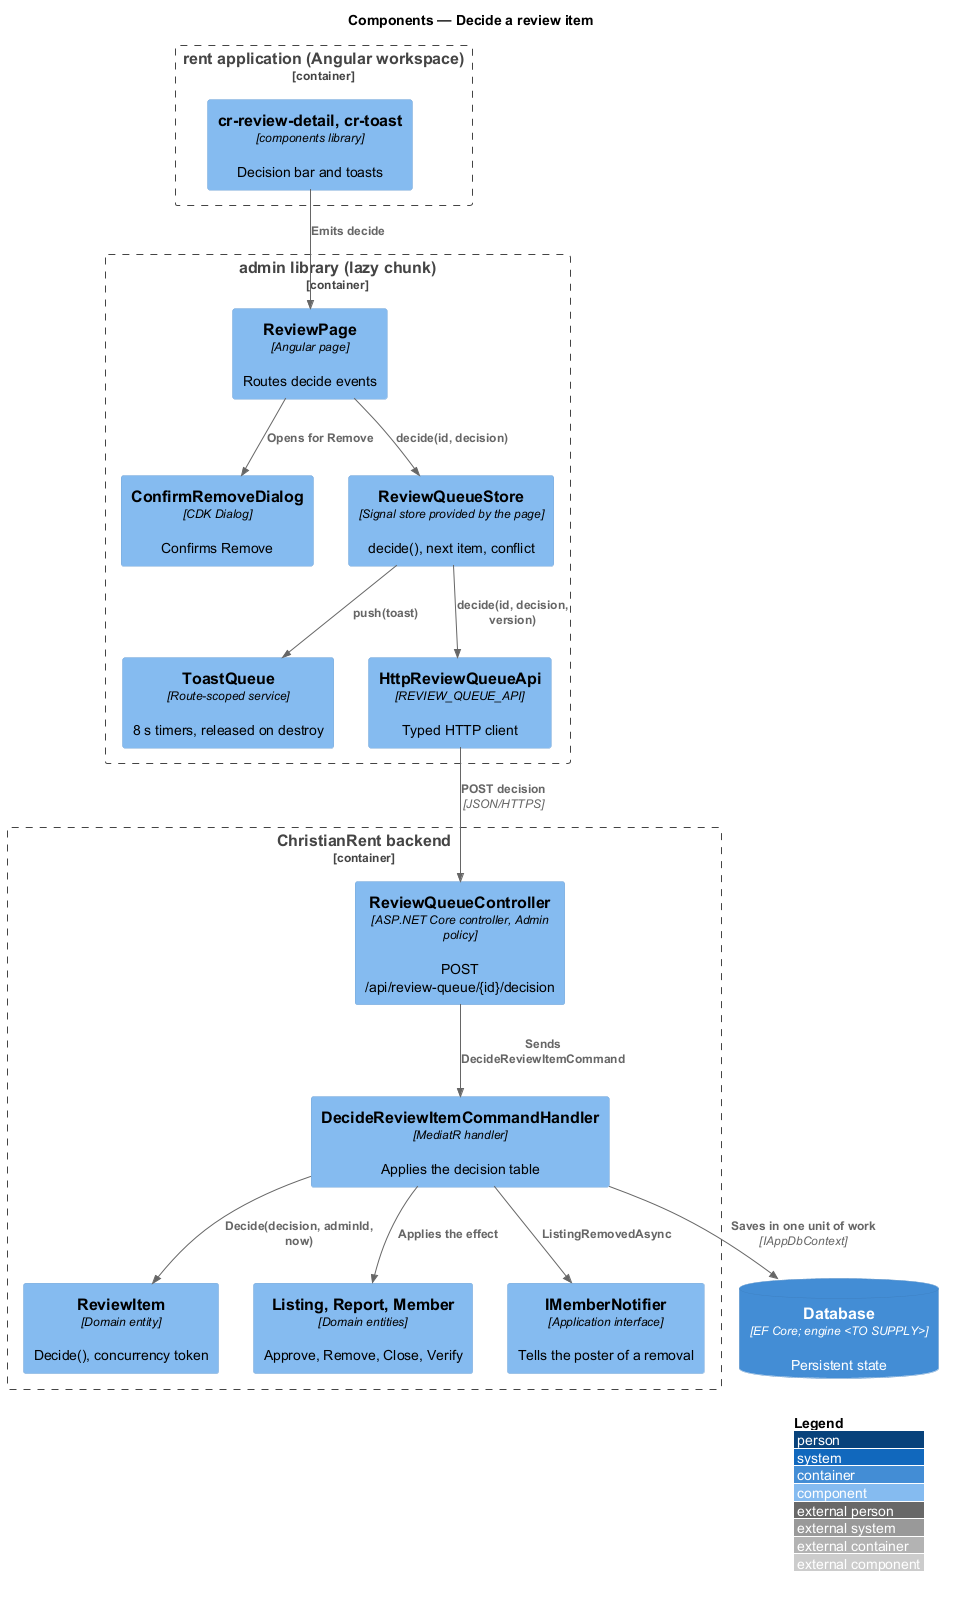 Components — Decide a review item
rent application (Angular workspace)
[container]
cr-review-detail, cr-toast
[components library]
Decision bar and toasts
Emits decide
admin library (lazy chunk)
[container]
ReviewPage
[Angular page]
Routes decide events
Opens for Remove
decide(id, decision)
ConfirmRemoveDialog
[CDK Dialog]
Confirms Remove
ReviewQueueStore
[Signal store provided by the page]
decide(), next item, conflict
push(toast)
decide(id, decision,
version)
ToastQueue
[Route-scoped service]
8 s timers, released on destroy
HttpReviewQueueApi
[REVIEW_QUEUE_API]
Typed HTTP client
POST decision
[JSON/HTTPS]
ChristianRent backend
[container]
ReviewQueueController
[ASP.NET Core controller, Admin
policy]
POST
/api/review-queue/{id}/decision
Sends
DecideReviewItemCommand
DecideReviewItemCommandHandler
[MediatR handler]
Applies the decision table
Decide(decision, adminId,
now)
Applies the effect
ListingRemovedAsync
Saves in one unit of work
[IAppDbContext]
ReviewItem
[Domain entity]
Decide(), concurrency token
Listing, Report, Member
[Domain entities]
Approve, Remove, Close, Verify
IMemberNotifier
[Application interface]
Tells the poster of a removal
Database
[EF Core; engine <TO SUPPLY>]
Persistent state
Legend
person
system
container
component
external person
external system
external container
external component